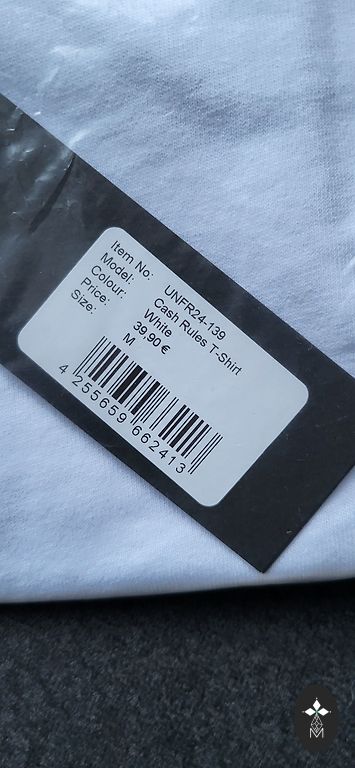 Item No: UNFR24-139
Model: Cash Rules T-Shirt
Colour: White
Price: 39,90 €
Size: M
4 255659 662413
M